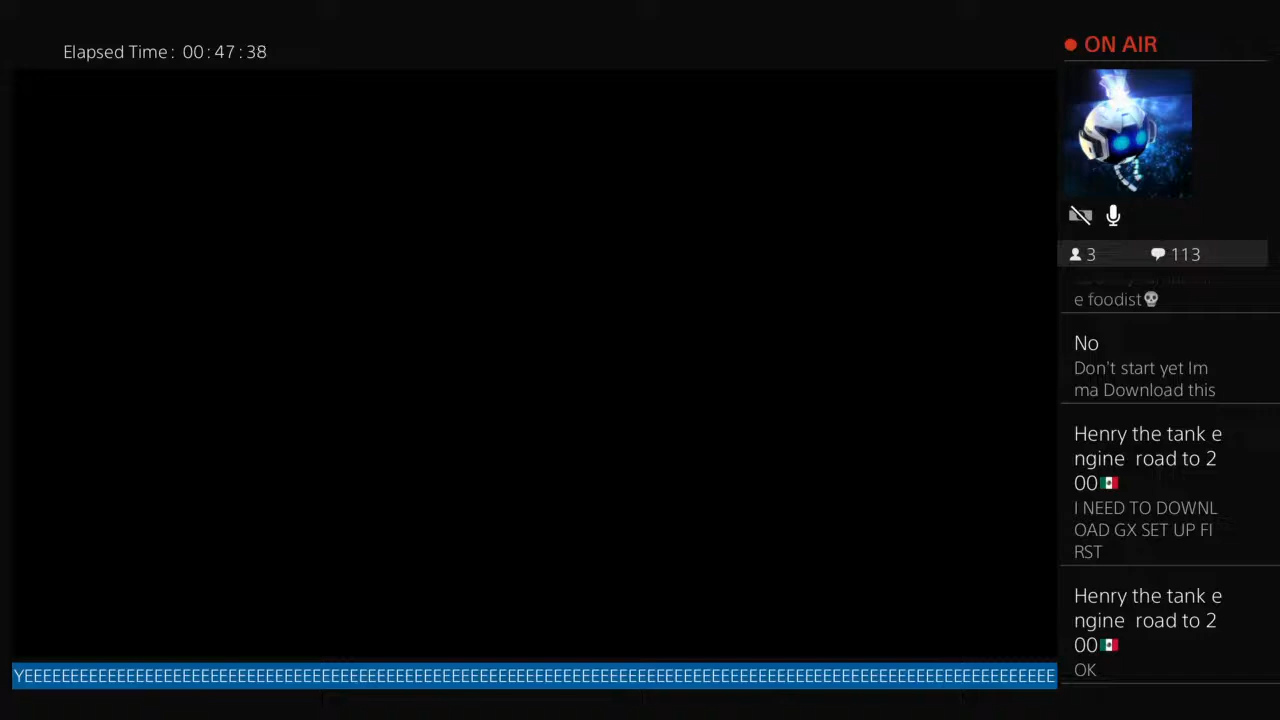 Elapsed Time: 00:47:38
ON AIR
3 113
e foodist💀
No
Don't start yet Im
ma Download this
Henry the tank e
ngine road to 2
00🇲🇽
I NEED TO DOWNL
OAD GX SET UP FI
RST
Henry the tank e
ngine road to 2
00🇲🇽
OK
YEEEEEEEEEEEEEEEEEEEEEEEEEEEEEEEEEEEEEEEEEEEEEEEEEEEEEEEEEEEEEEEEEEEEEEEEEEEEEEEEEEEEEEEEEEEEEEEEEEEEEEEEEEEEEEEE